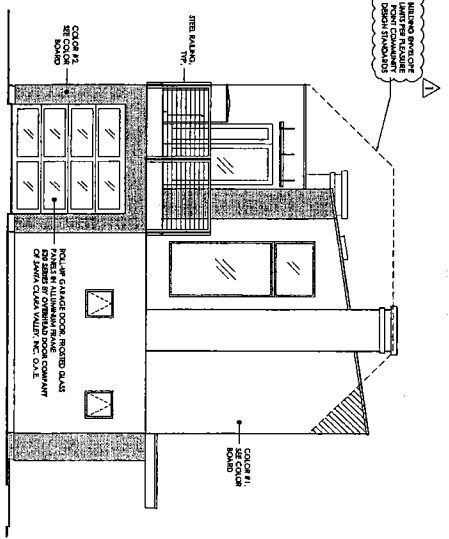 BUILDING ENVELOPE
LIMITS PER PLEASURE
POINT COMMUNITY
DESIGN STANDARDS
1
STEEL RAILING,
TYP.
COLOR #2
SEE COLOR
BOARD
ROLL-UP GARAGE DOOR, FROSTED GLASS
PANELS IN ALUMINUM FRAME
SERIES BY OVERHEAD DOOR COMPANY
OF SANTA CLARA VALLEY, INC. O.A.E.
COLOR #1,
SEE COLOR
BOARD